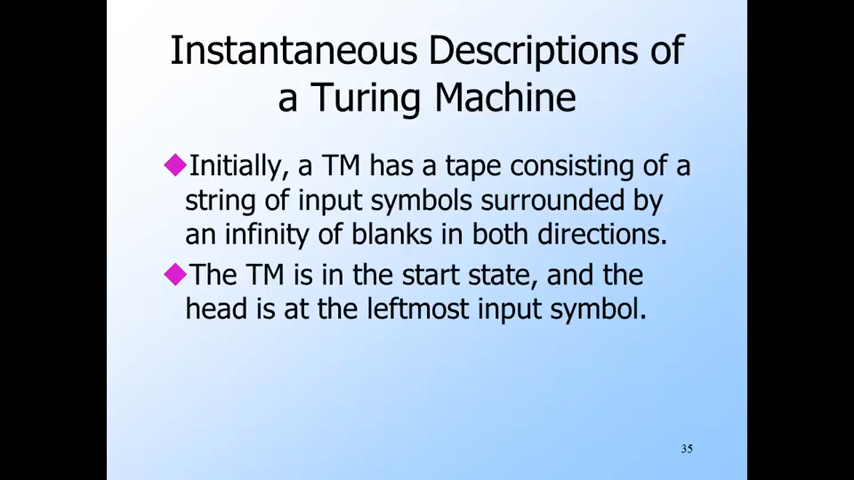 Instantaneous Descriptions of
a Turing Machine
Initially, a TM has a tape consisting of a
string of input symbols surrounded by
an infinity of blanks in both directions.
The TM is in the start state, and the
head is at the leftmost input symbol.
35